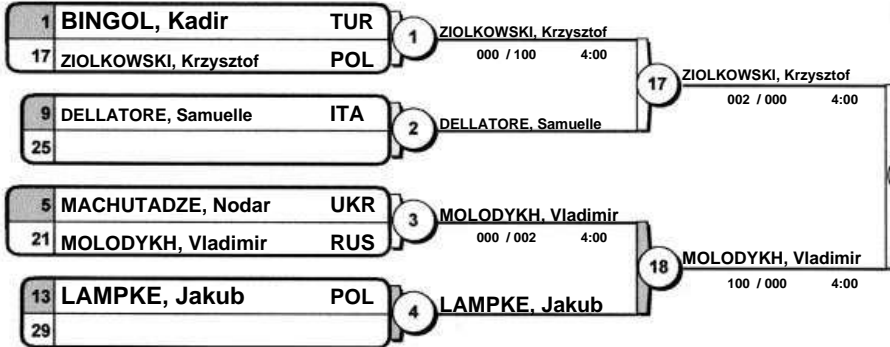 1 BINGOL, Kadir TUR
17 ZIOLKOWSKI, Krzysztof POL
1
ZIOLKOWSKI, Krzysztof
000 / 100 4:00
9 DELLATORE, Samuelle ITA
25
2
DELLATORE, Samuelle
17
ZIOLKOWSKI, Krzysztof
002 / 000 4:00
5 MACHUTADZE, Nodar UKR
21 MOLODYKH, Vladimir RUS
3
MOLODYKH, Vladimir
000 / 002 4:00
13 LAMPKE, Jakub POL
29
4
LAMPKE, Jakub
18
MOLODYKH, Vladimir
100 / 000 4:00